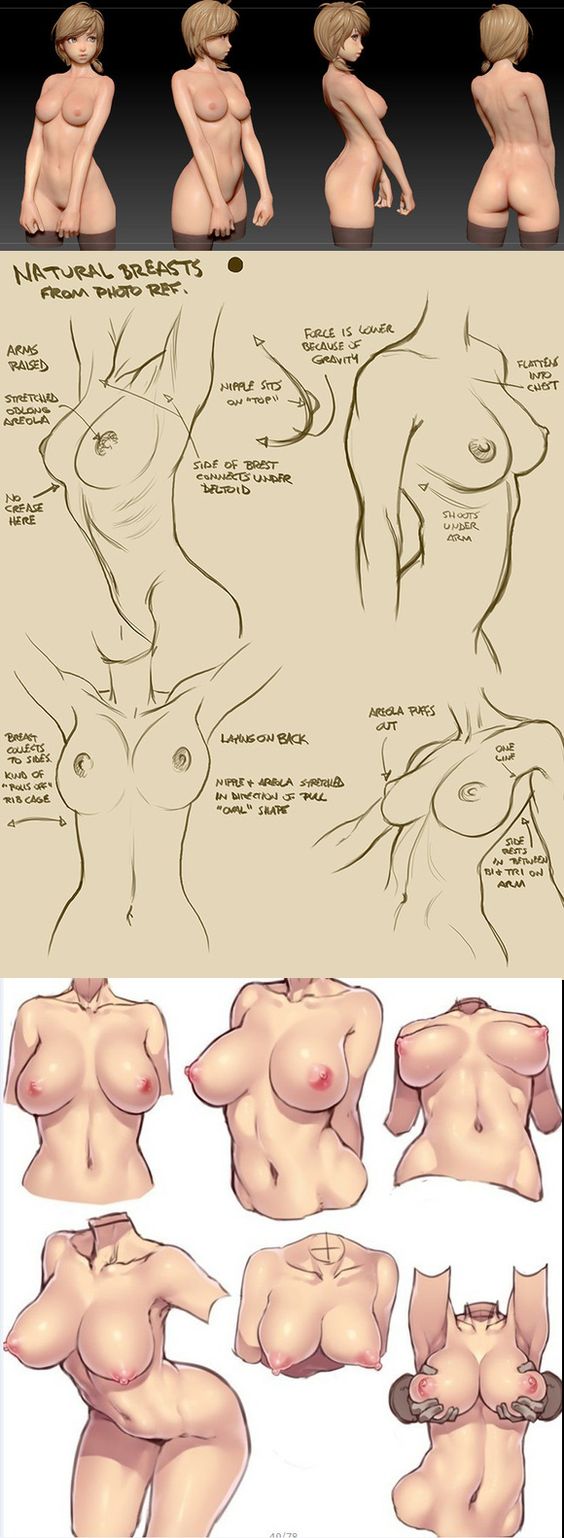 NATURAL BREASTS
FROM PHOTO REF.
ARMS
RAISED
STRETCHED
OBLONG
AREOLA
NO
CREASE
HERE
SIDE OF BREST
CONNECTS UNDER
DELTOID
NIPPLE SITS
ON "TOP"
FORCE IS LOWER
BECAUSE OF
GRAVITY
FLATTENS
INTO
CHEST
SHOOTS
UNDER
ARM
BREAST
COLLECTS
TO SIDES.
KIND OF
"ROLLS OFF"
RIB CAGE
LAYING ON BACK
NIPPLE + AREOLA STRETCHED
IN DIRECTION OF PULL
"OVAL" SHAPE
AREOLA PUFFS
OUT
ONE
LINE
SIDE
RESTS
IN BETWEEN
BI + TRI ON
ARM